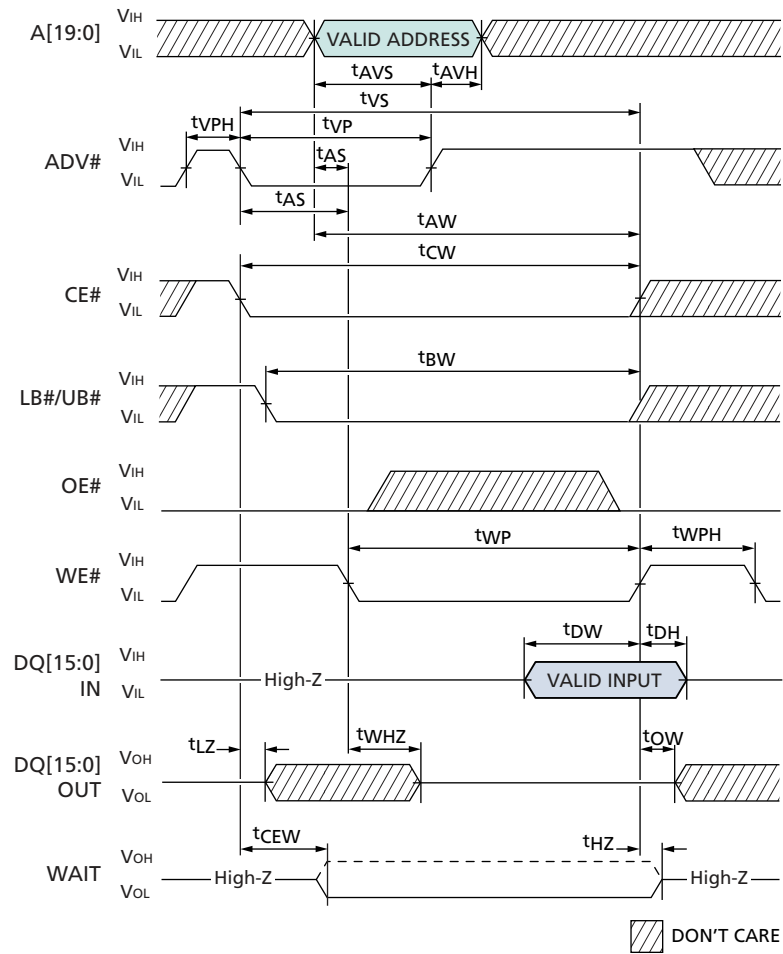 A[19:0] VIH VIL VALID ADDRESS
tAVS tAVH
tVS
tVPH tVP
ADV# VIH VIL tAS
tAS
tAW
tCW
CE# VIH VIL
tBW
LB#/UB# VIH VIL
OE# VIH VIL
tWP tWPH
WE# VIH VIL
tDW tDH
DQ[15:0] IN VIH VIL High-Z VALID INPUT
tLZ tWHZ tOW
DQ[15:0] OUT VOH VOL
tCEW tHZ
WAIT VOH VOL High-Z High-Z
DON'T CARE